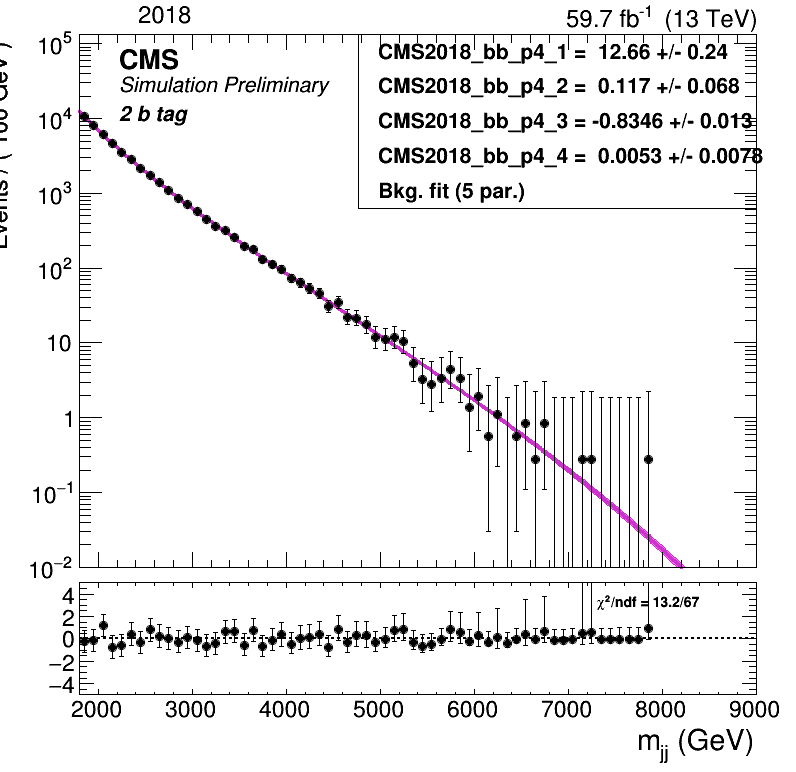 2018
59.7 fb⁻¹ (13 TeV)
CMS
Simulation Preliminary
2 b tag
CMS2018_bb_p4_1 = 12.66 +/- 0.24
CMS2018_bb_p4_2 = 0.117 +/- 0.068
CMS2018_bb_p4_3 = -0.8346 +/- 0.013
CMS2018_bb_p4_4 = 0.0053 +/- 0.0078
Bkg. fit (5 par.)
10⁵
10⁴
10³
10²
10
1
10⁻¹
10⁻²
χ²/ndf = 13.2/67
4
2
0
−2
−4
2000 3000 4000 5000 6000 7000 8000 9000
m_jj (GeV)